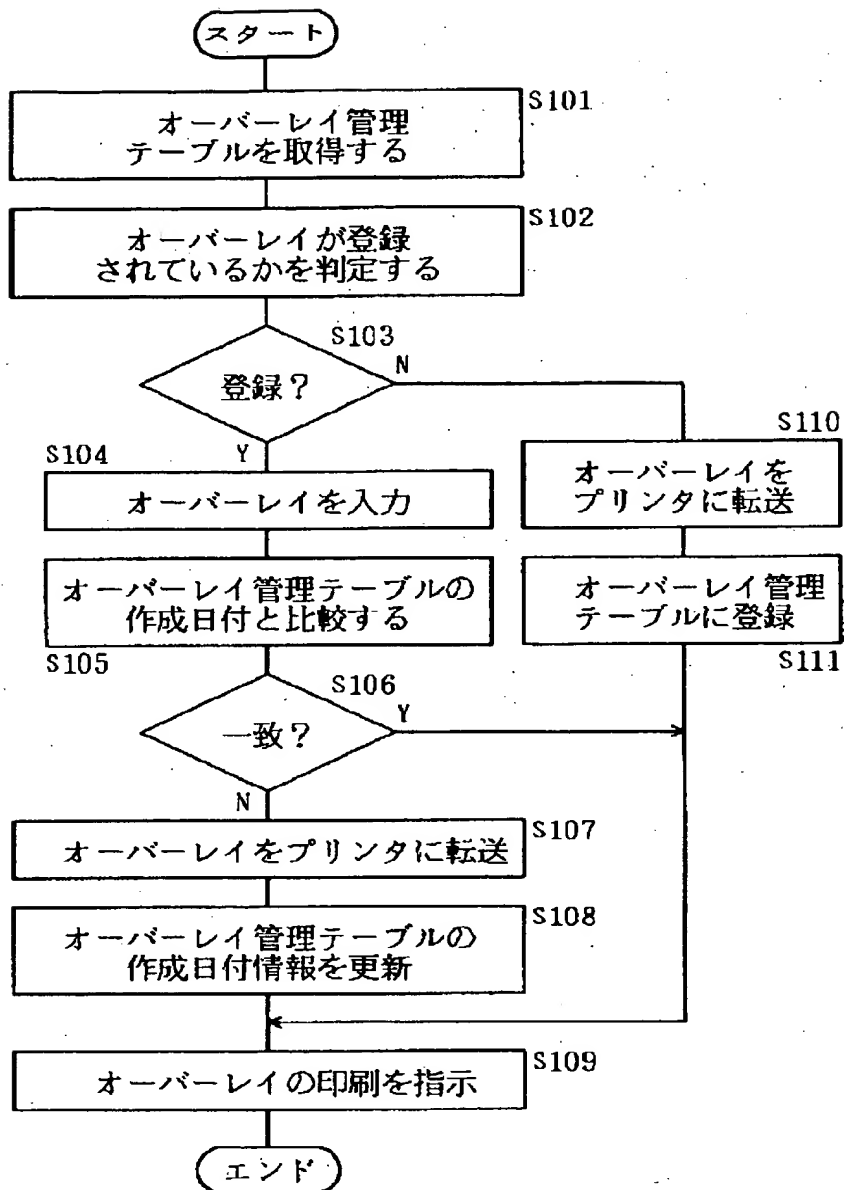 スタート
S101
オーバーレイ管理
テーブルを取得する
S102
オーバーレイが登録
されているかを判定する
S103
登録?
N
Y
S104
オーバーレイを入力
S110
オーバーレイを
プリンタに転送
オーバーレイ管理テーブルの
作成日付と比較する
S105
オーバーレイ管理
テーブルに登録
S111
S106
一致?
Y
N
オーバーレイをプリンタに転送
S107
オーバーレイ管理テーブルの
作成日付情報を更新
S108
オーバーレイの印刷を指示
S109
エンド